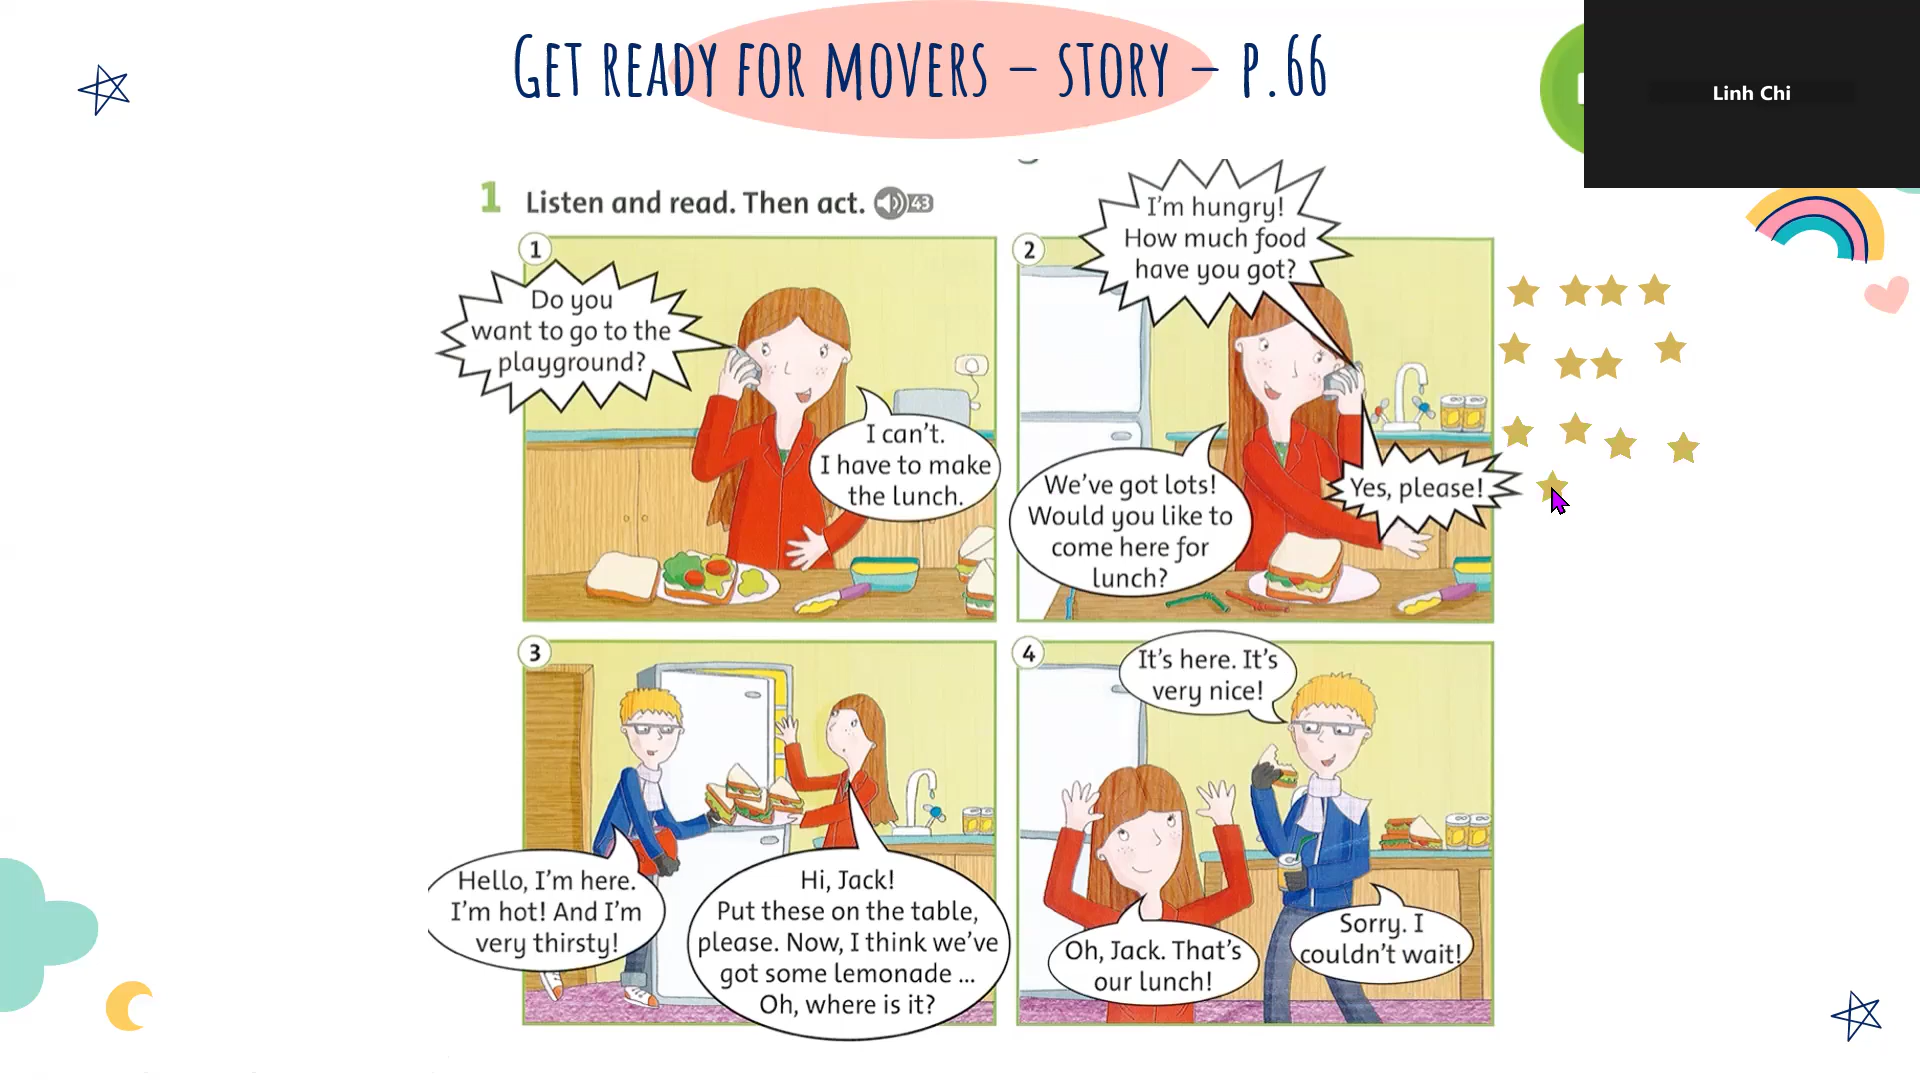 GET READY FOR MOVERS – STORY – P.66
Linh Chi
1 Listen and read. Then act. 43
1
Do you
want to go to the
playground?
I can't.
I have to make
the lunch.
2
I'm hungry!
How much food
have you got?
We've got lots!
Would you like to
come here for
lunch?
Yes, please!
3
Hello, I'm here.
I'm hot! And I'm
very thirsty!
Hi, Jack!
Put these on the table,
please. Now, I think we've
got some lemonade ...
Oh, where is it?
4
It's here. It's
very nice!
Oh, Jack. That's
our lunch!
Sorry. I
couldn't wait!